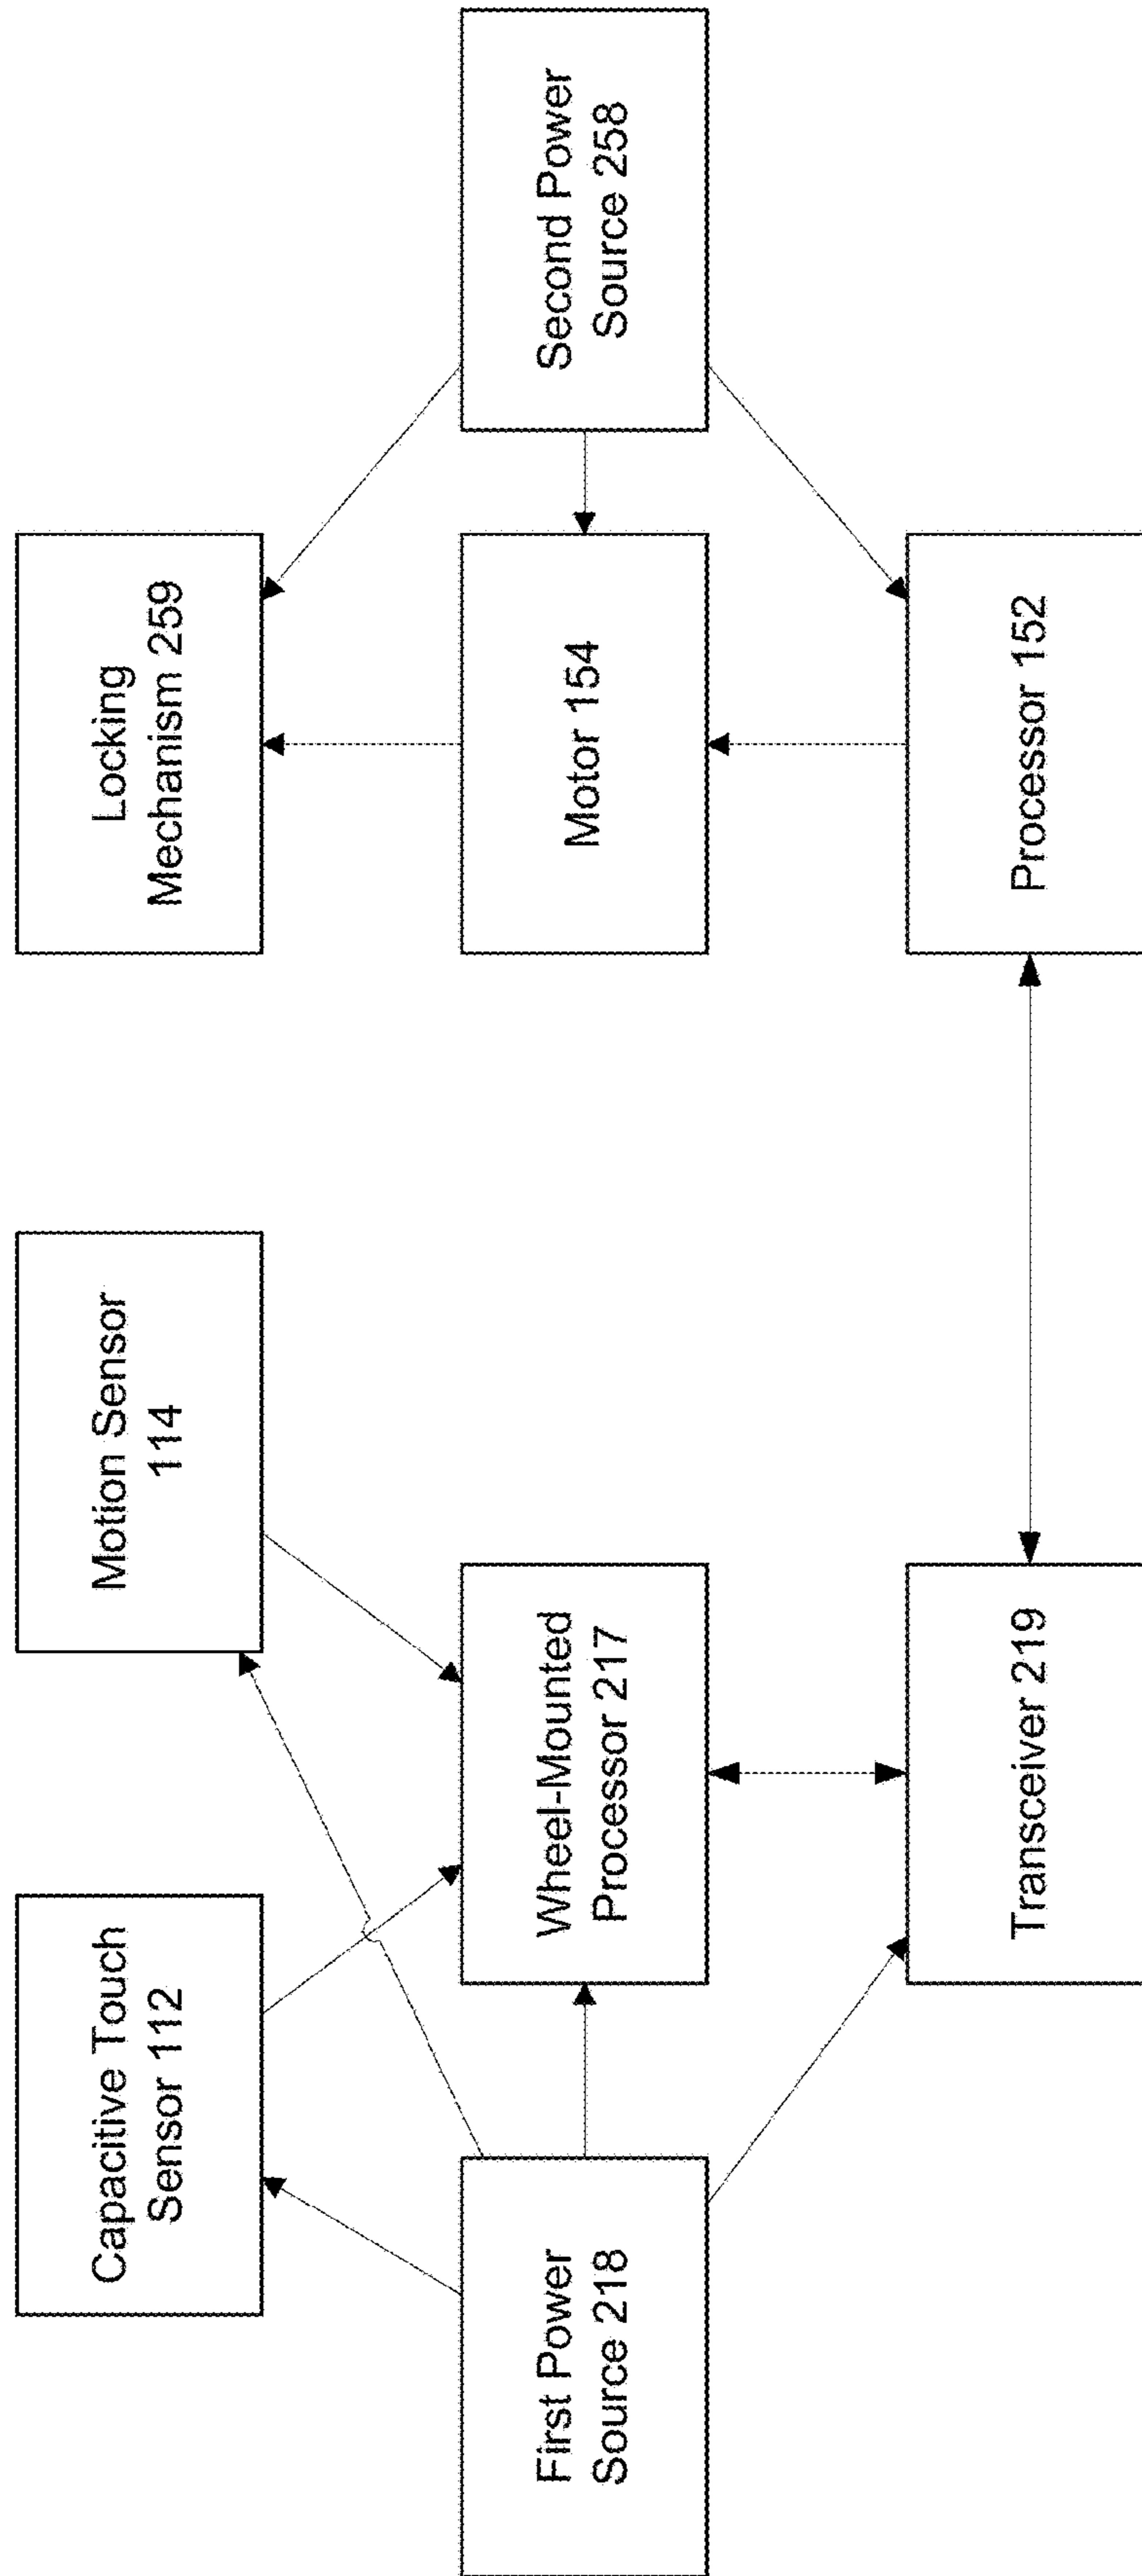 Capacitive Touch
Sensor 112
Motion Sensor
114
Locking
Mechanism 259
First Power
Source 218
Wheel-Mounted
Processor 217
Motor 154
Second Power
Source 258
Transceiver 219
Processor 152